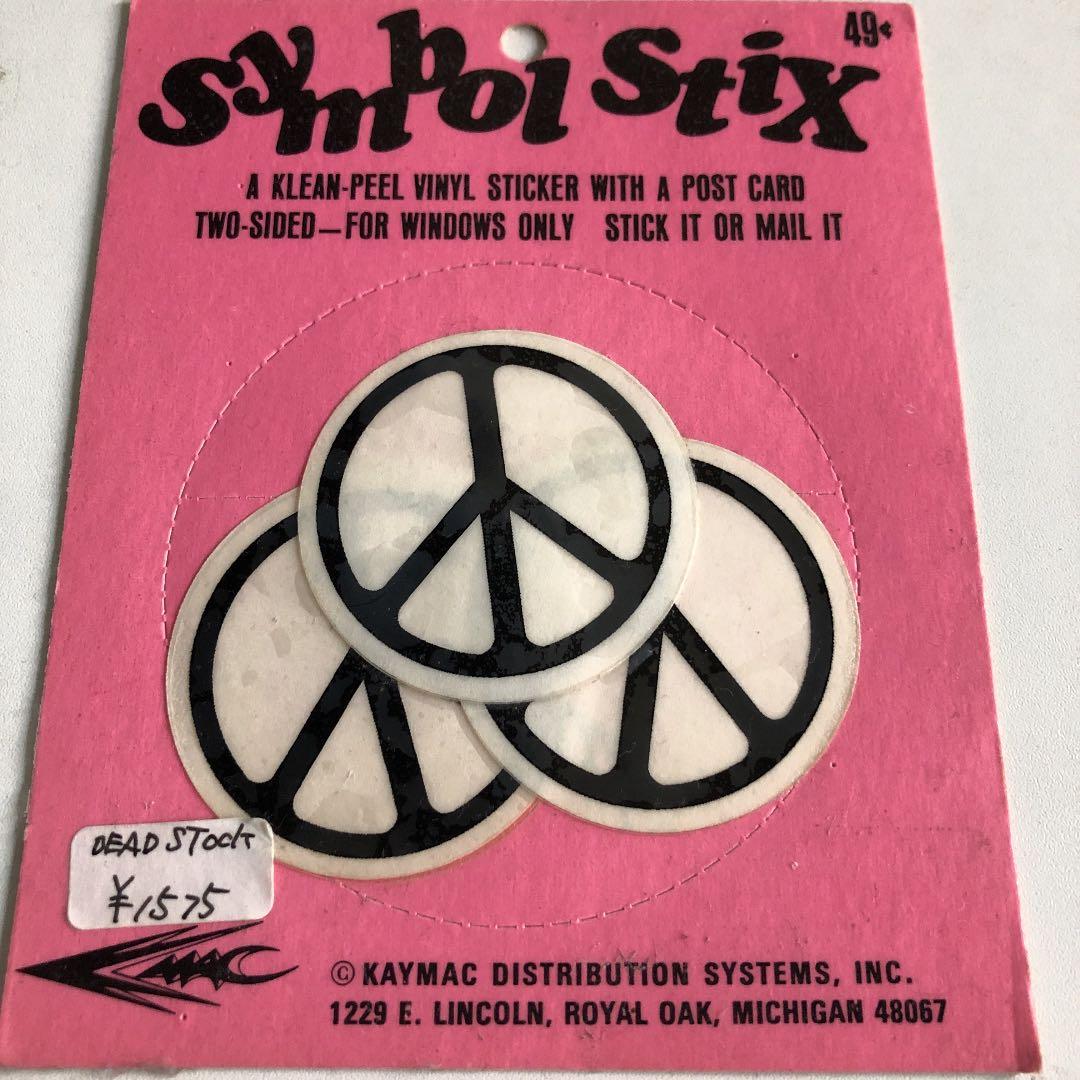 49¢
Symbol Stix
A KLEAN-PEEL VINYL STICKER WITH A POST CARD
TWO-SIDED—FOR WINDOWS ONLY STICK IT OR MAIL IT
DEAD STOCK
¥1575
KMAC
© KAYMAC DISTRIBUTION SYSTEMS, INC.
1229 E. LINCOLN, ROYAL OAK, MICHIGAN 48067